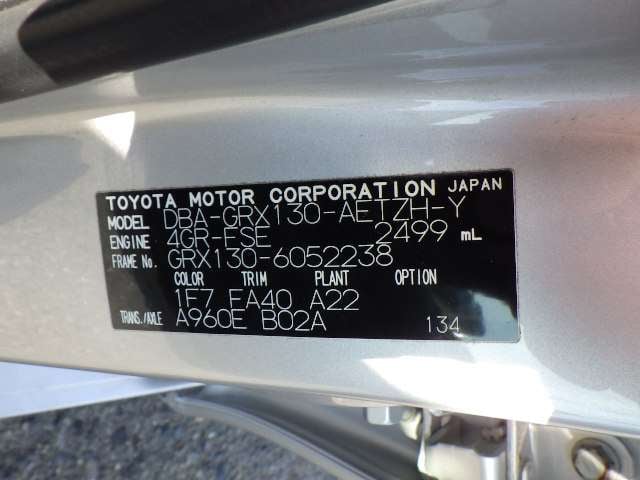 TOYOTA MOTOR CORPORATION JAPAN
MODEL DBA-GRX130-AETZH-Y
ENGINE 4GR-FSE 2499 mL
FRAME No. GRX130-6052238
COLOR TRIM PLANT OPTION
1F7 FA40 A22
TRANS./AXLE A960E B02A 134